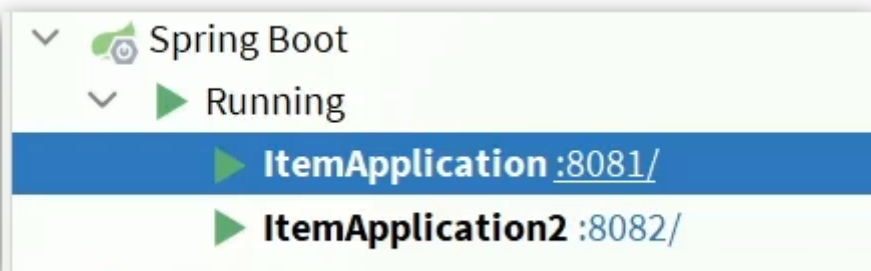 Spring Boot
Running
ItemApplication :8081/
ItemApplication2 :8082/